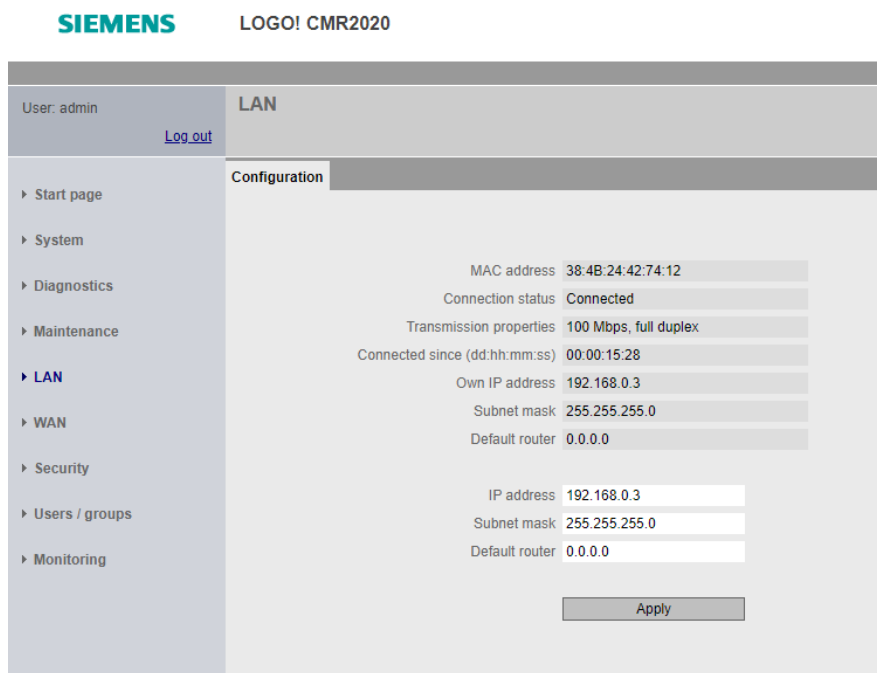 SIEMENS LOGO! CMR2020
User: admin
Log out
LAN
Configuration
Start page
System
Diagnostics
Maintenance
LAN
WAN
Security
Users / groups
Monitoring
MAC address 38:4B:24:42:74:12
Connection status Connected
Transmission properties 100 Mbps, full duplex
Connected since (dd:hh:mm:ss) 00:00:15:28
Own IP address 192.168.0.3
Subnet mask 255.255.255.0
Default router 0.0.0.0
IP address 192.168.0.3
Subnet mask 255.255.255.0
Default router 0.0.0.0
Apply